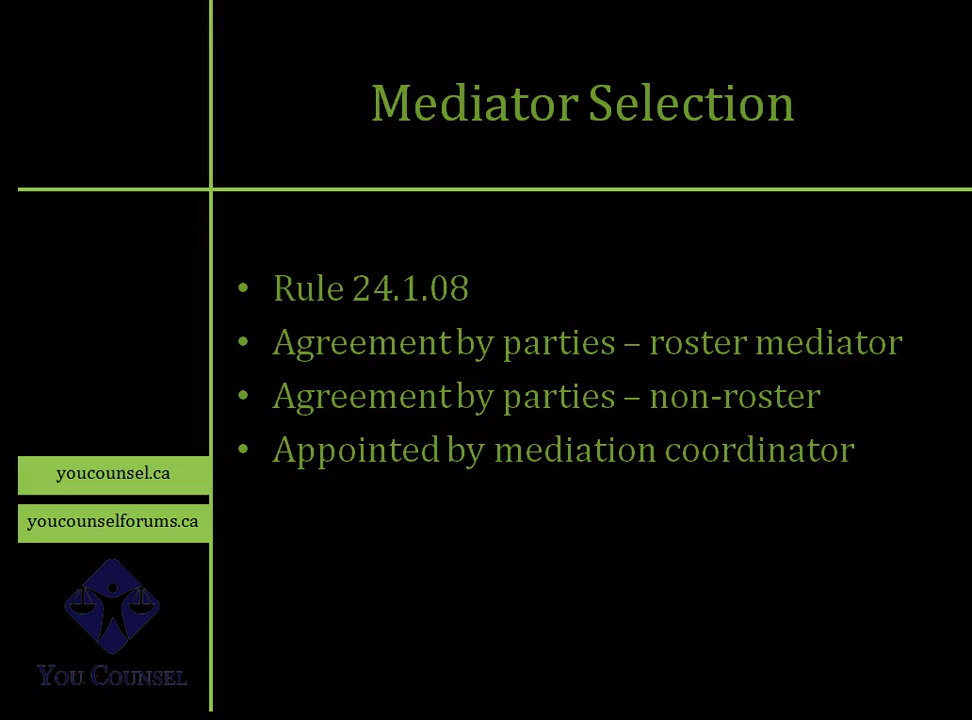 Mediator Selection
• Rule 24.1.08
• Agreement by parties – roster mediator
• Agreement by parties – non-roster
• Appointed by mediation coordinator
youcounsel.ca
youcounselforums.ca
YOU COUNSEL